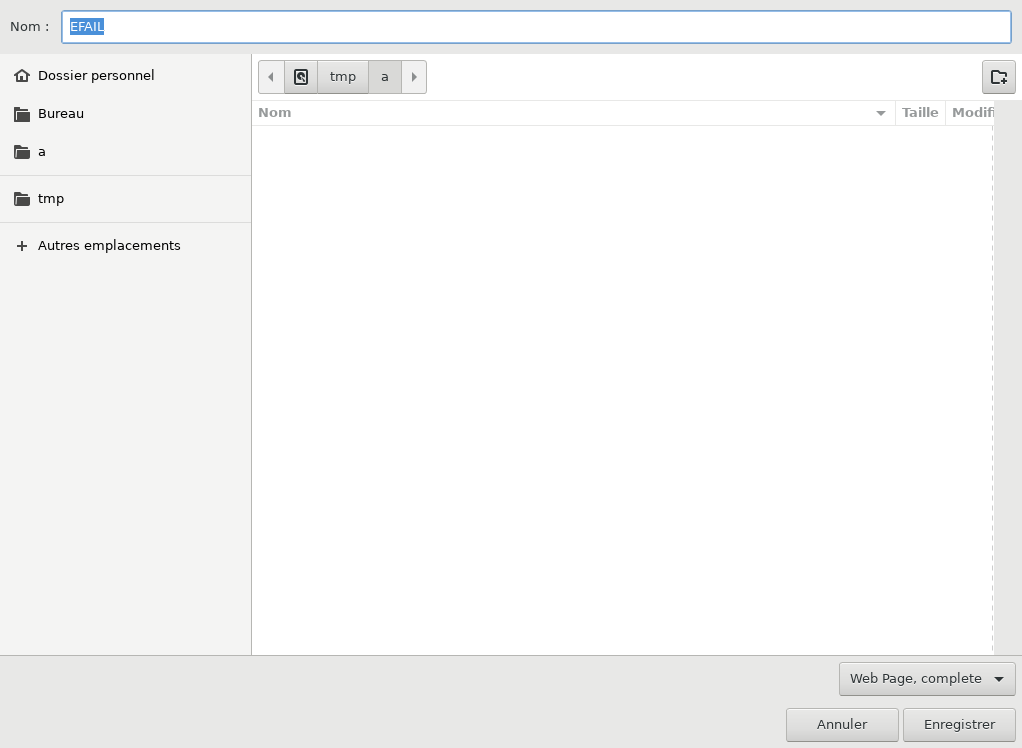 Nom :
EFAIL
Dossier personnel
Bureau
a
tmp
Autres emplacements
tmp a
Nom Taille Modifi
Web Page, complete
Annuler Enregistrer